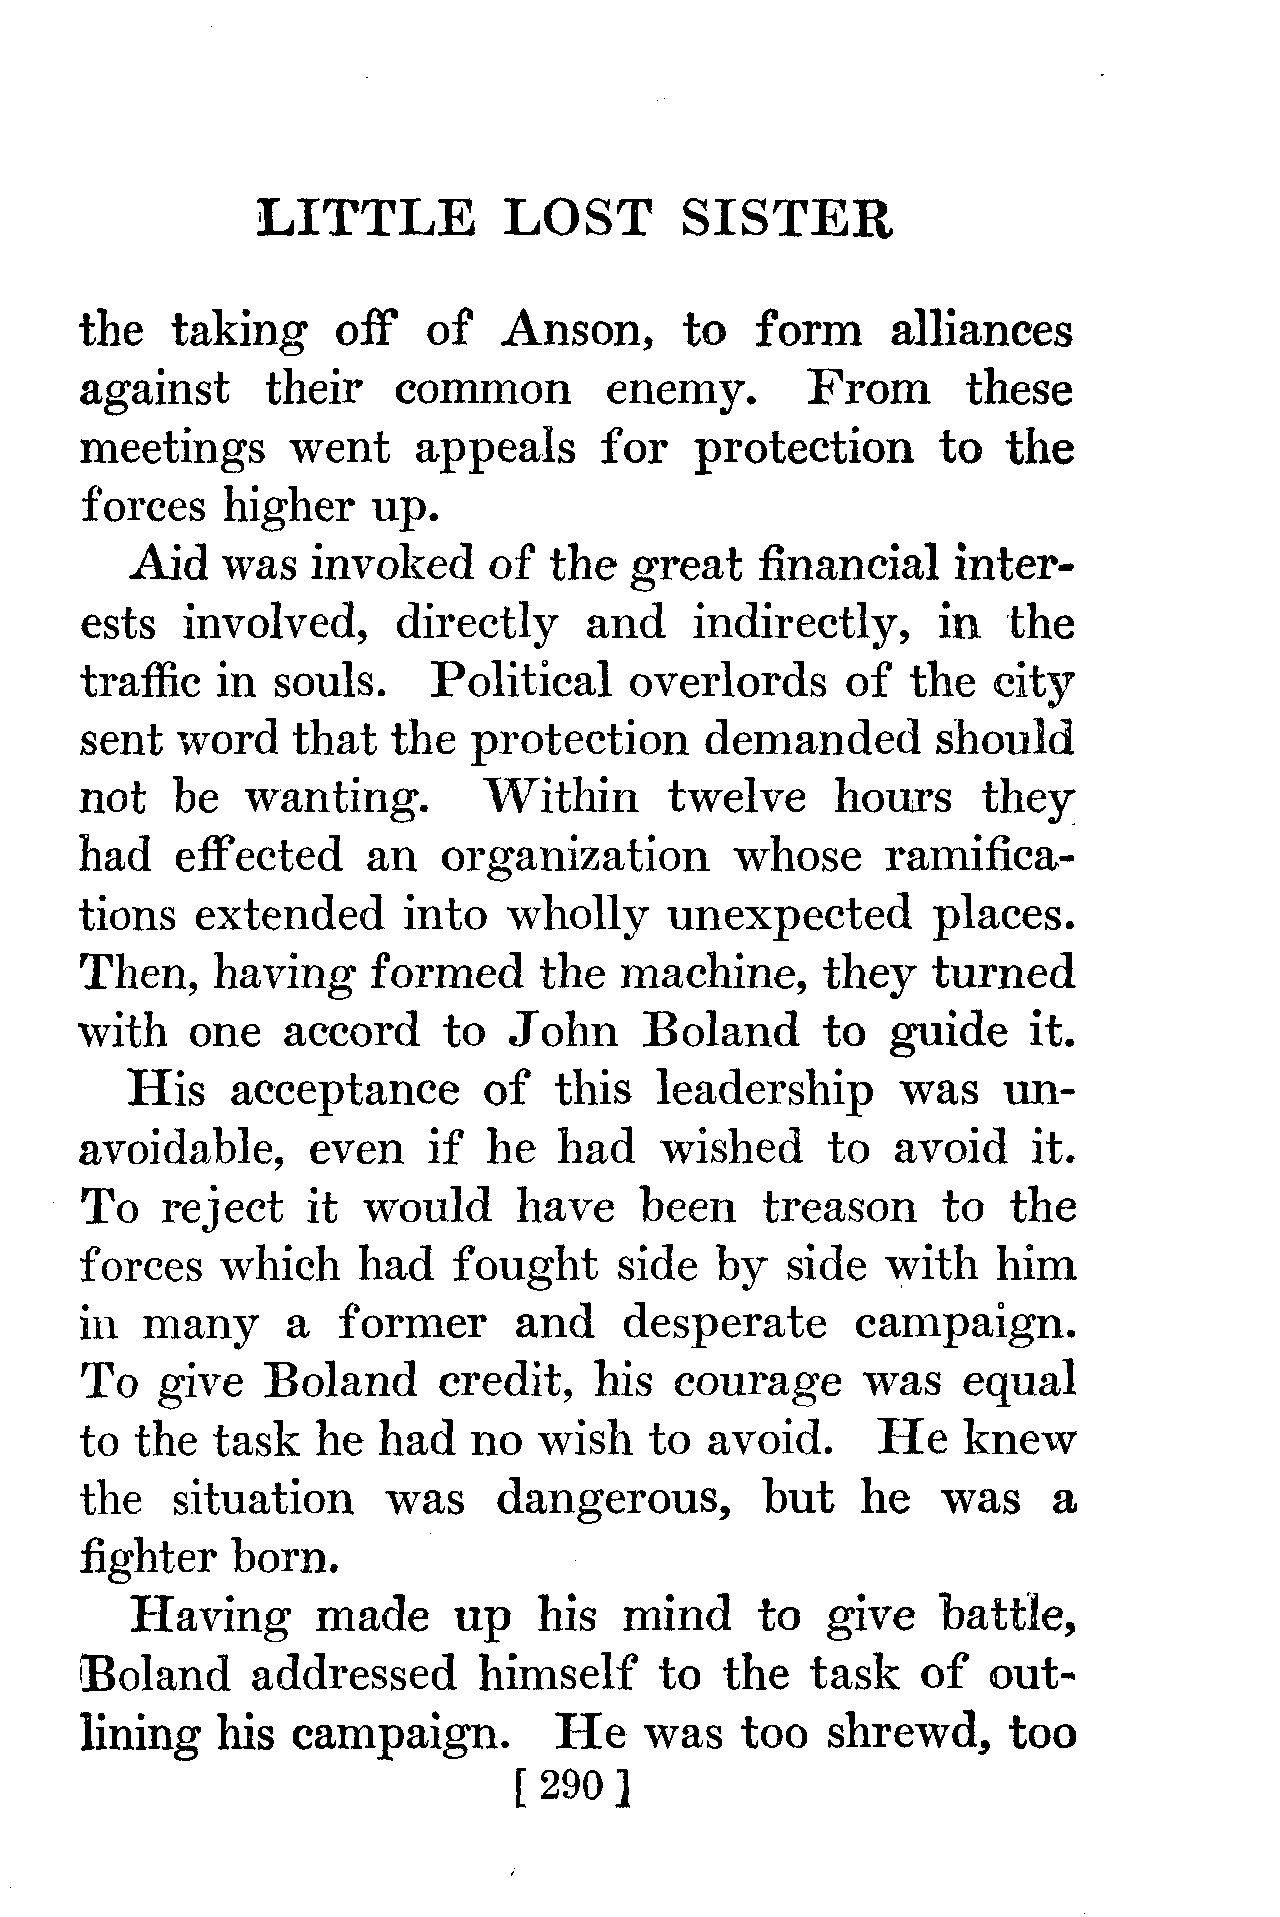 LITTLE LOST SISTER
the taking off of Anson, to form alliances
against their common enemy. From these
meetings went appeals for protection to the
forces higher up.
Aid was invoked of the great financial inter-
ests involved, directly and indirectly, in the
traffic in souls. Political overlords of the city
sent word that the protection demanded should
not be wanting. Within twelve hours they
had effected an organization whose ramifica-
tions extended into wholly unexpected places.
Then, having formed the machine, they turned
with one accord to John Boland to guide it.
His acceptance of this leadership was un-
avoidable, even if he had wished to avoid it.
To reject it would have been treason to the
forces which had fought side by side with him
in many a former and desperate campaign.
To give Boland credit, his courage was equal
to the task he had no wish to avoid. He knew
the situation was dangerous, but he was a
fighter born.
Having made up his mind to give battle,
Boland addressed himself to the task of out-
lining his campaign. He was too shrewd, too
[ 290 ]